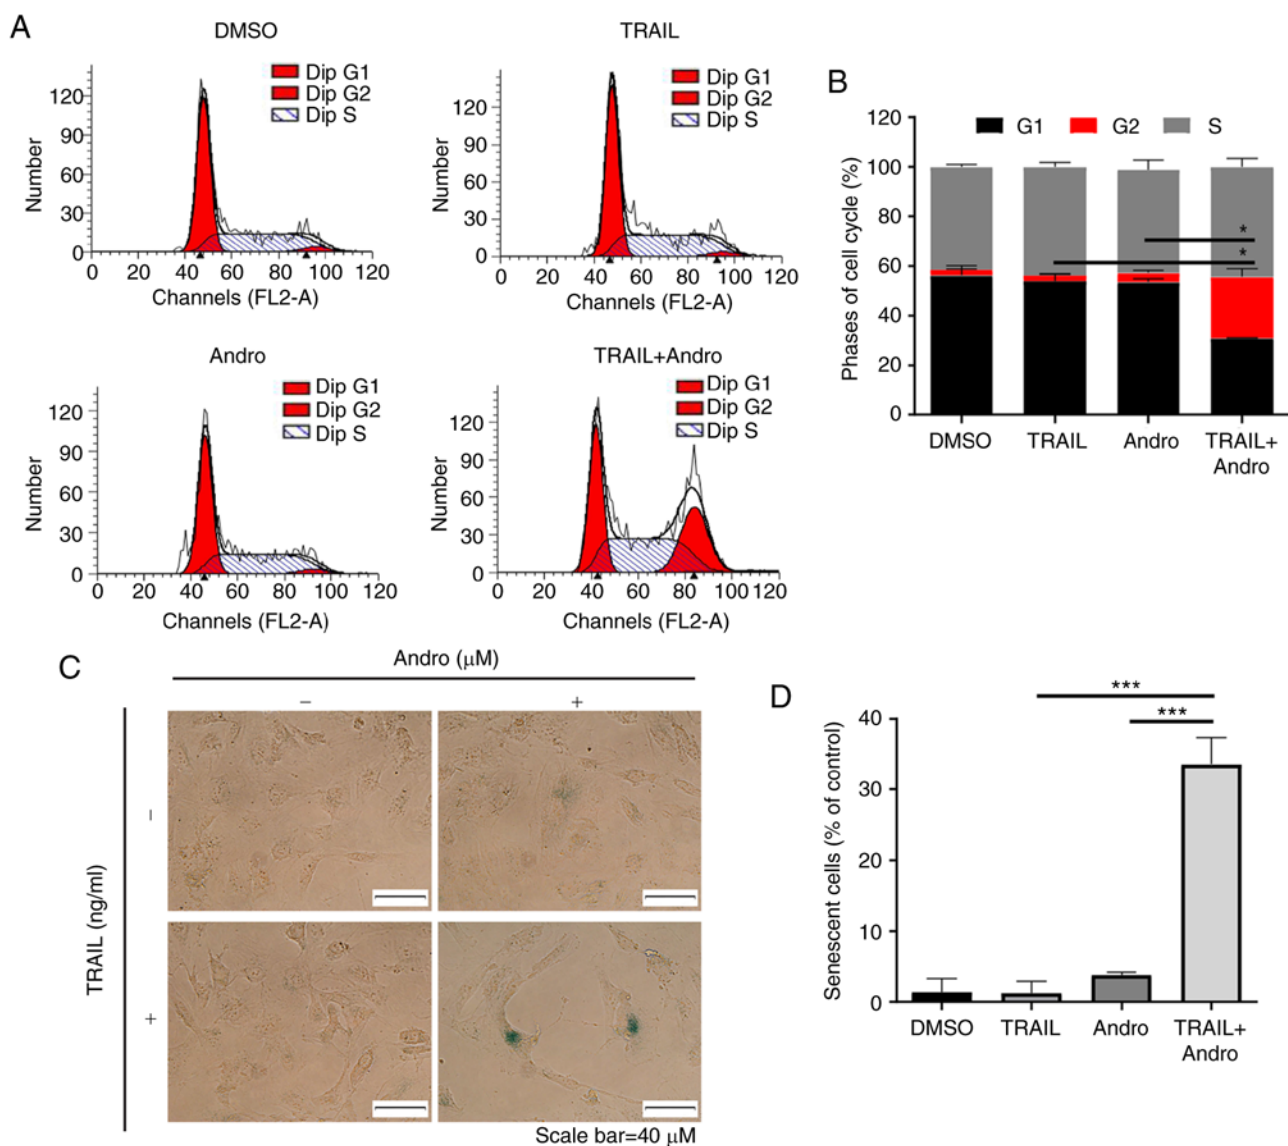 A
DMSO
Dip G1
Dip G2
Dip S
Number
120
90
60
30
0
0 20 40 60 80 100 120
Channels (FL2-A)
TRAIL
Dip G1
Dip G2
Dip S
Number
120
90
60
30
0
0 20 40 60 80 100 120
Channels (FL2-A)
Andro
Dip G1
Dip G2
Dip S
Number
120
90
60
30
0
0 20 40 60 80 100 120
Channels (FL2-A)
TRAIL+Andro
Dip G1
Dip G2
Dip S
Number
120
90
60
30
0
0 20 40 60 80 100 120
Channels (FL2-A)
B
G1 G2 S
Phases of cell cycle (%)
120
100
80
60
40
20
0
*
*
DMSO TRAIL Andro TRAIL+
Andro
C
Andro (μM)
− +
TRAIL (ng/ml)
−
+
Scale bar=40 μM
D
Senescent cells (% of control)
40
30
20
10
0
***
***
DMSO TRAIL Andro TRAIL+
Andro